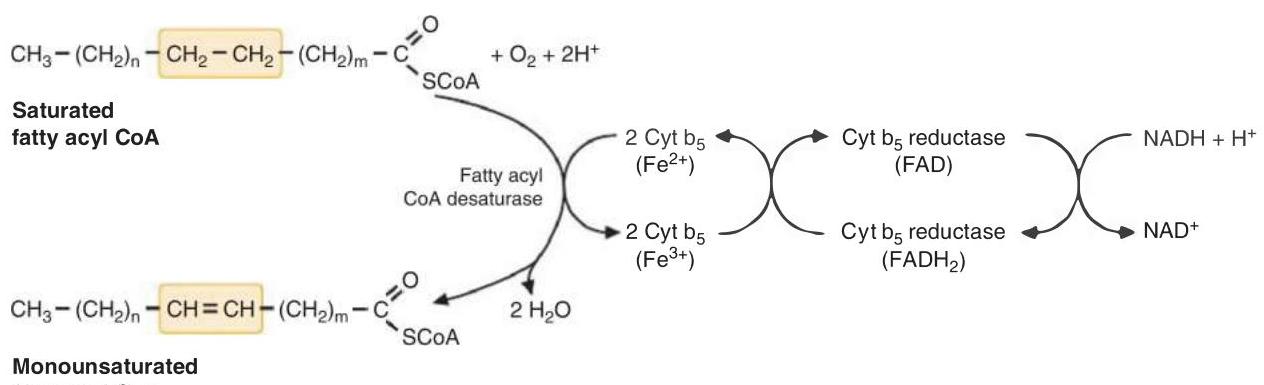 CH₃–(CH₂)ₙ–CH₂–CH₂–(CH₂)ₘ–C
O
SCoA
+ O₂ + 2H⁺
Saturated
fatty acyl CoA
Fatty acyl
CoA desaturase
2 Cyt b₅
(Fe²⁺)
Cyt b₅ reductase
(FAD)
NADH + H⁺
2 Cyt b₅
(Fe³⁺)
Cyt b₅ reductase
(FADH₂)
NAD⁺
2 H₂O
CH₃–(CH₂)ₙ–CH=CH–(CH₂)ₘ–C
O
SCoA
Monounsaturated